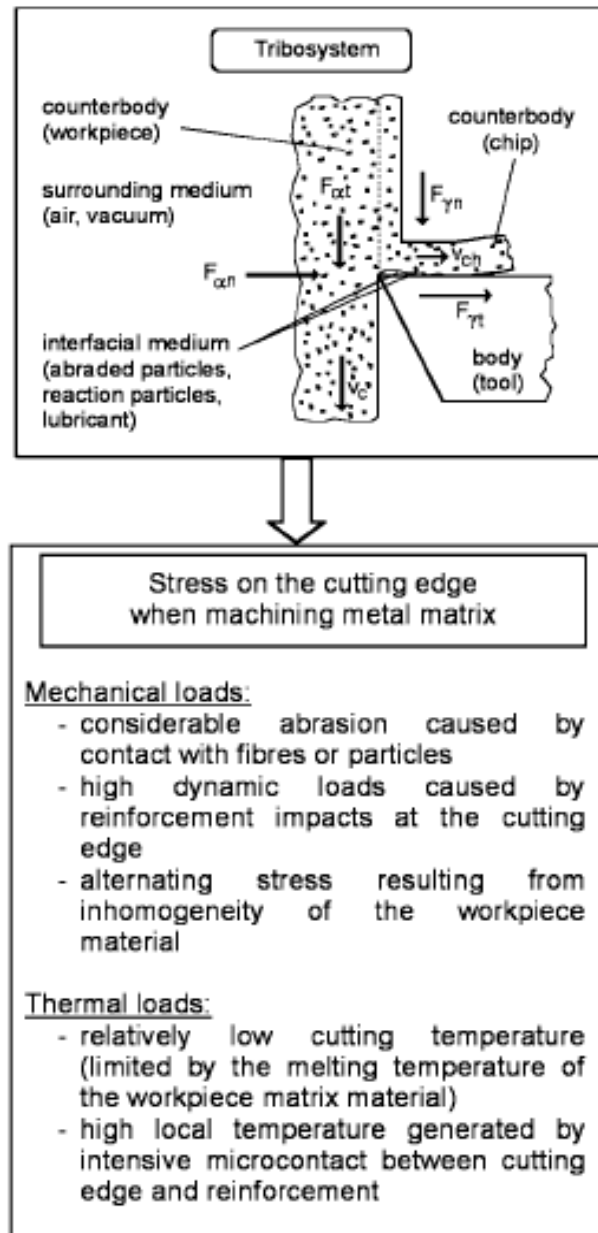 Tribosystem
counterbody
(workpiece)
counterbody
(chip)
surrounding medium
(air, vacuum)
Fαt
Fγn
vch
Fαn
Fγt
interfacial medium
(abraded particles,
reaction particles,
lubricant)
body
(tool)
vc
Stress on the cutting edge
when machining metal matrix
Mechanical loads:
- considerable abrasion caused by
contact with fibres or particles
- high dynamic loads caused by
reinforcement impacts at the cutting
edge
- alternating stress resulting from
inhomogeneity of the workpiece
material
Thermal loads:
- relatively low cutting temperature
(limited by the melting temperature of
the workpiece matrix material)
- high local temperature generated by
intensive microcontact between cutting
edge and reinforcement